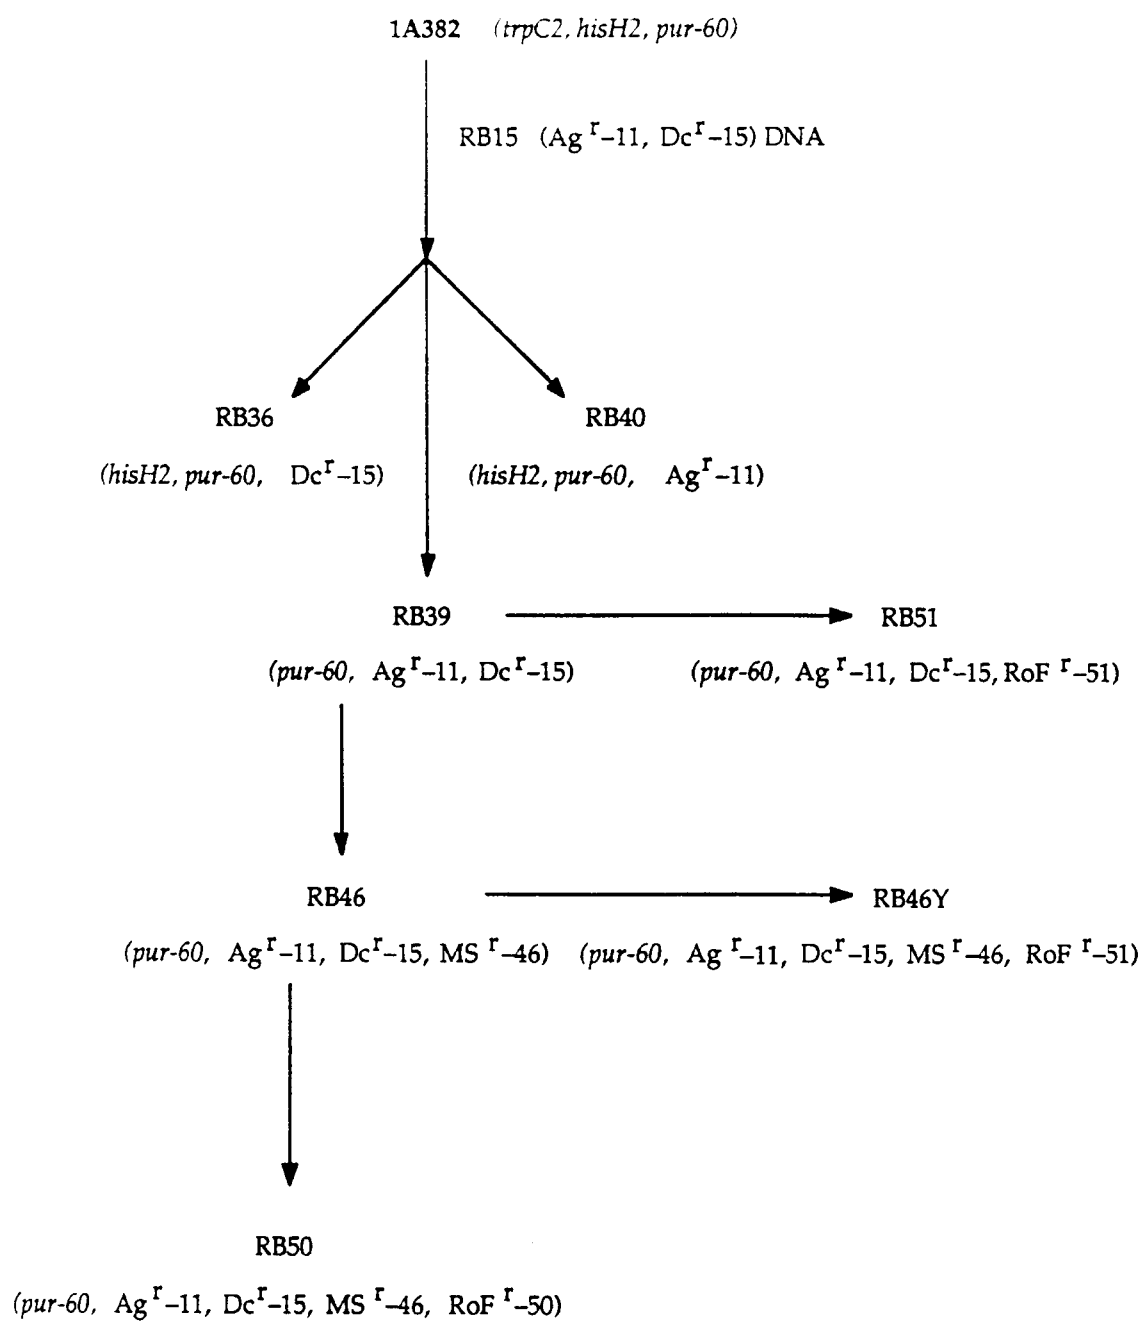 1A382 (trpC2, hisH2, pur-60)
RB15 (Ag r-11, Dc r-15) DNA
RB36 RB40
(hisH2, pur-60, Dc r-15) (hisH2, pur-60, Ag r-11)
RB39 RB51
(pur-60, Ag r-11, Dc r-15) (pur-60, Ag r-11, Dc r-15, RoF r-51)
RB46 RB46Y
(pur-60, Ag r-11, Dc r-15, MS r-46) (pur-60, Ag r-11, Dc r-15, MS r-46, RoF r-51)
RB50
(pur-60, Ag r-11, Dc r-15, MS r-46, RoF r-50)